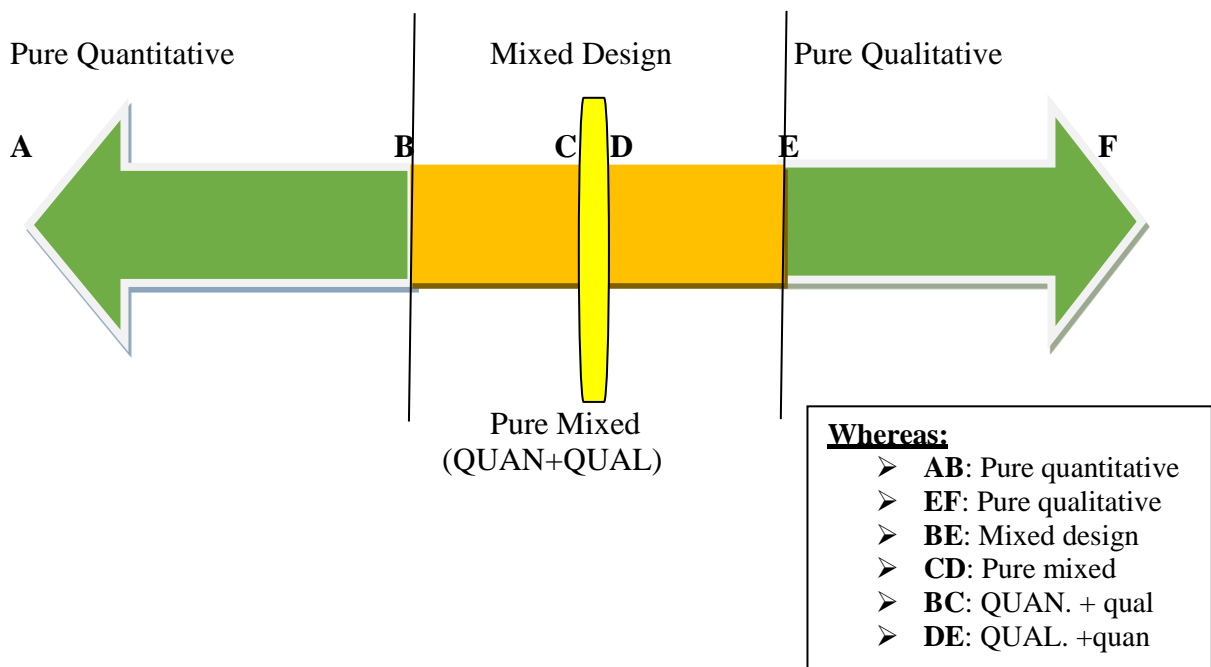 Pure Quantitative
Mixed Design
Pure Qualitative
A
B
C
D
E
F
Pure Mixed
(QUAN+QUAL)
Whereas:
➢ AB: Pure quantitative
➢ EF: Pure qualitative
➢ BE: Mixed design
➢ CD: Pure mixed
➢ BC: QUAN. + qual
➢ DE: QUAL. +quan